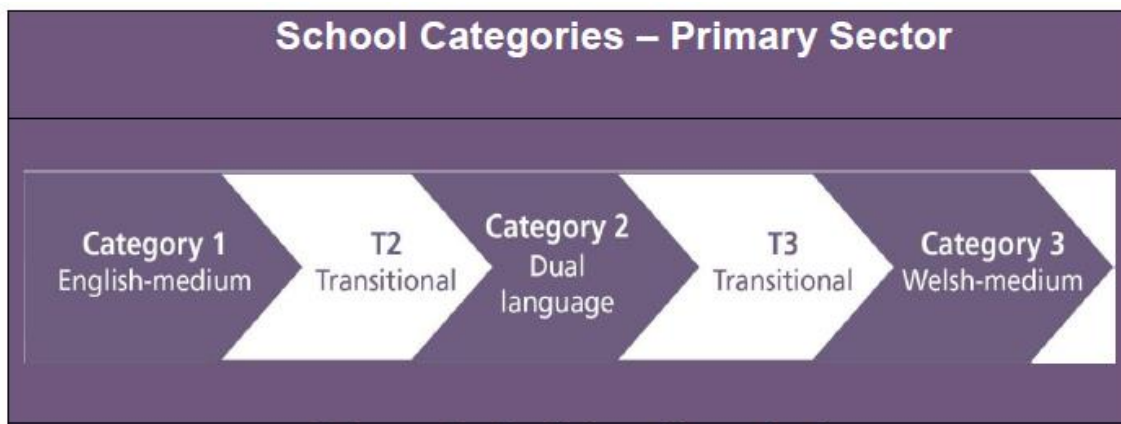 School Categories – Primary Sector
Category 1
English-medium
T2
Transitional
Category 2
Dual
language
T3
Transitional
Category 3
Welsh-medium